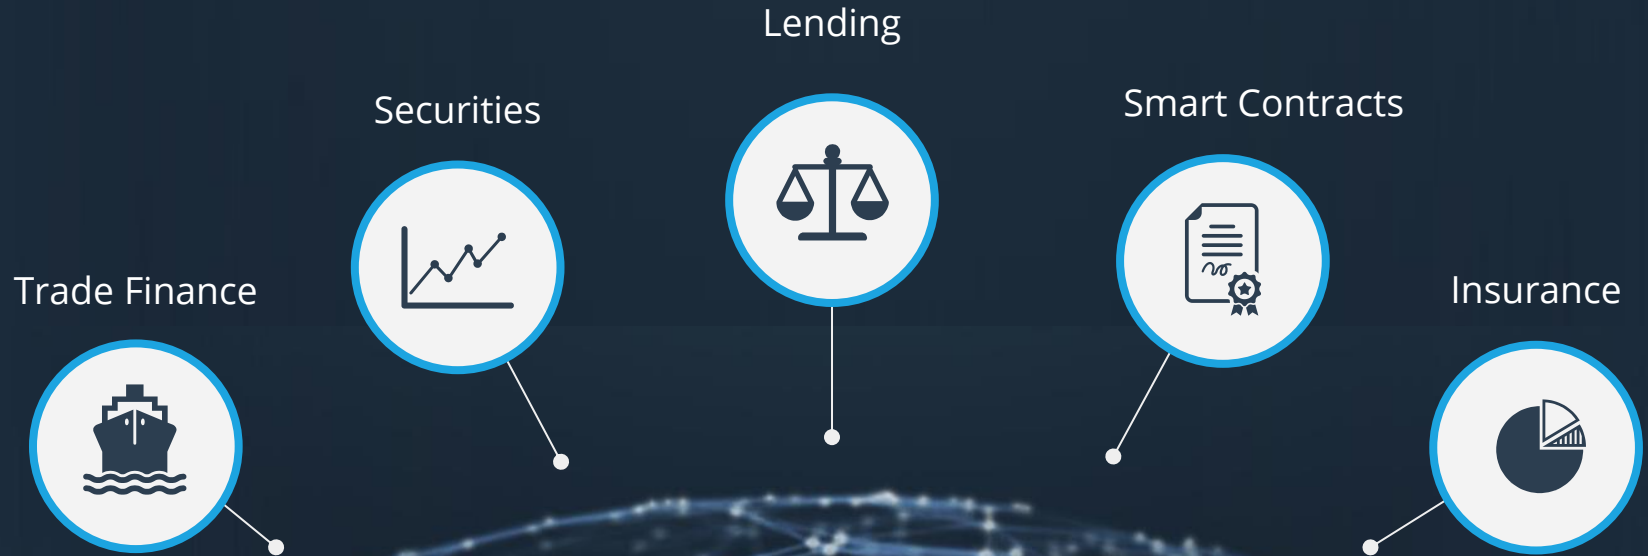 Lending
Securities
Smart Contracts
Trade Finance
Insurance